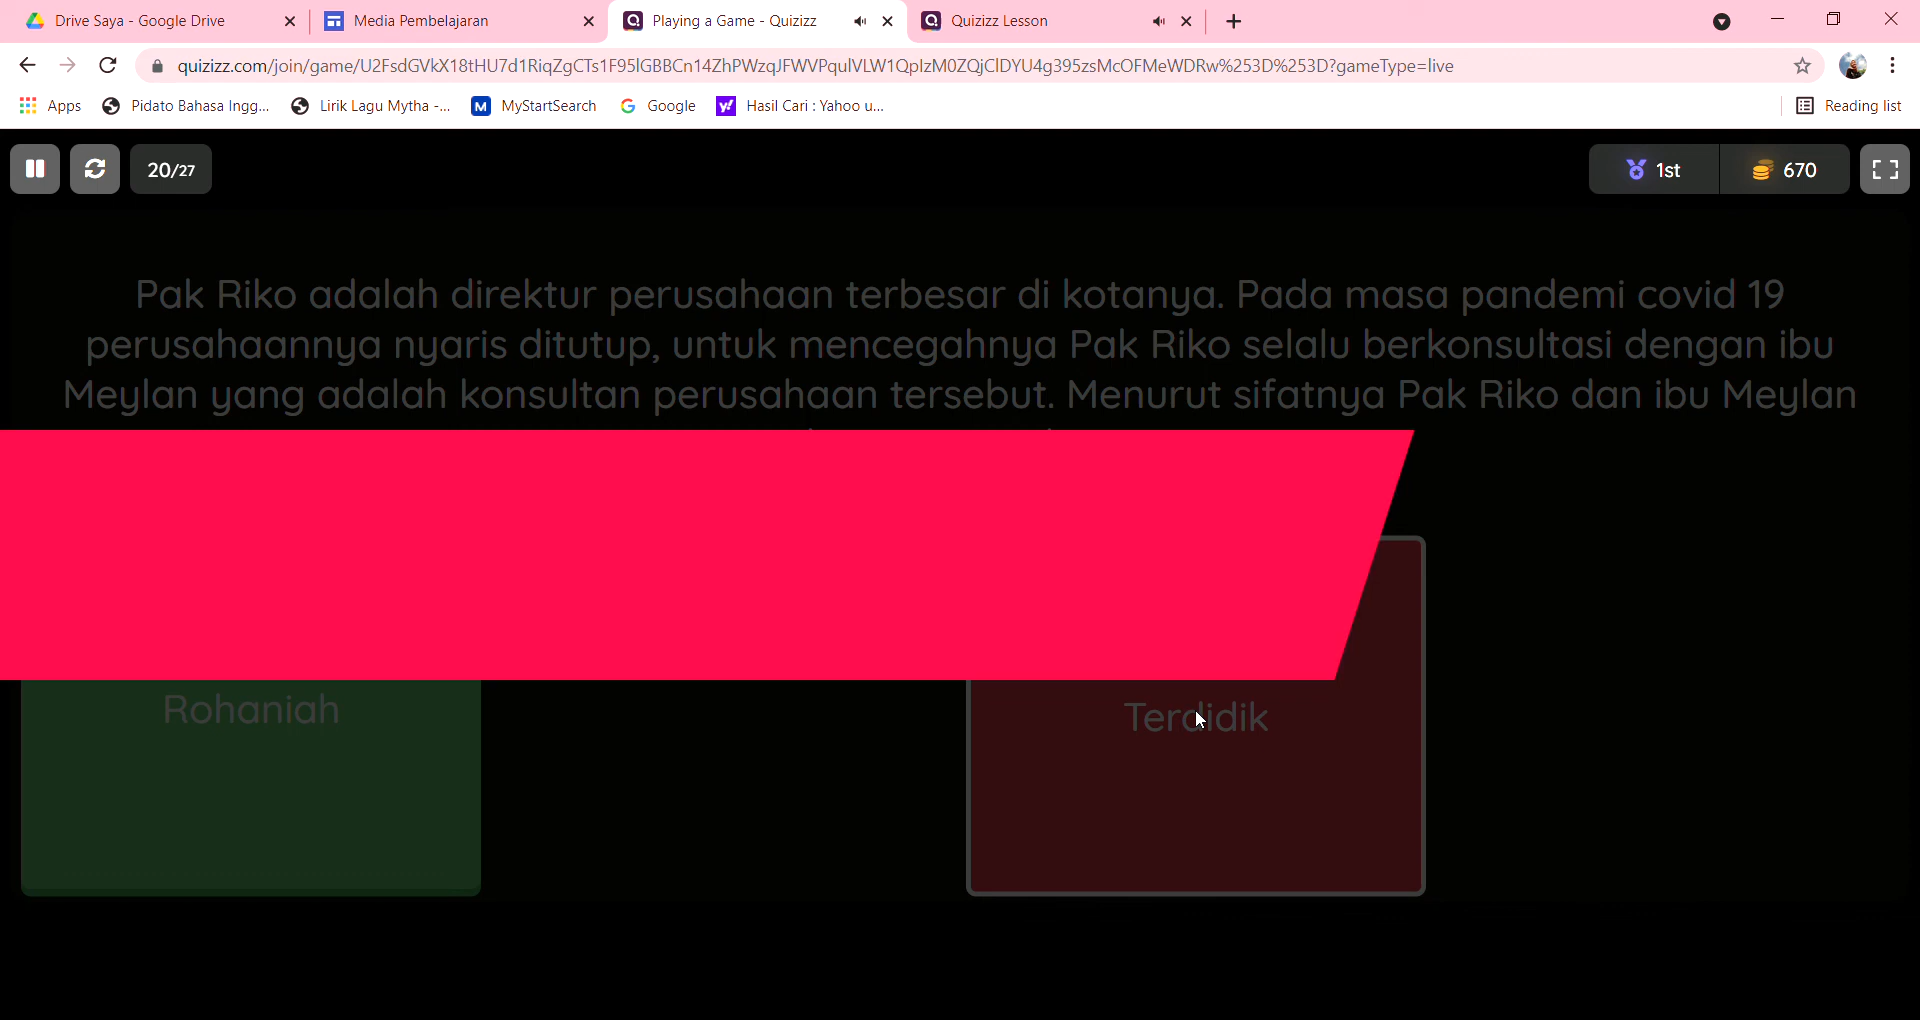 Drive Saya - Google Drive
Media Pembelajaran
Playing a Game - Quizizz
Quizizz Lesson
quizizz.com/join/game/U2FsdGVkX18tHU7d1RiqZgCTs1F95lGBBCn14ZhPWzqJFWVPqulVLW1QpIzM0ZQjClDYU4g395zsMcOFMeWDRw%253D%253D?gameType=live
Apps
Pidato Bahasa Ingg...
Lirik Lagu Mytha -...
MyStartSearch
Google
Hasil Cari : Yahoo u...
Reading list
20/27
1st
670
Pak Riko adalah direktur perusahaan terbesar di kotanya. Pada masa pandemi covid 19
perusahaannya nyaris ditutup, untuk mencegahnya Pak Riko selalu berkonsultasi dengan ibu
Meylan yang adalah konsultan perusahaan tersebut. Menurut sifatnya Pak Riko dan ibu Meylan
Rohaniah
Terdidik